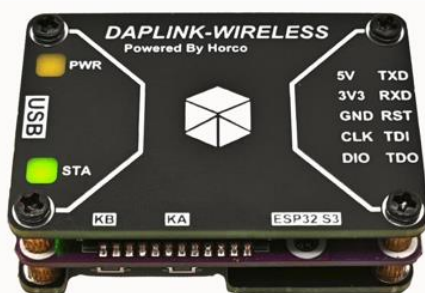 DAPLINK-WIRELESS
Powered By Horco
PWR
USB
STA
5V TXD
3V3 RXD
GND RST
CLK TDI
DIO TDO
KB KA ESP32 S3